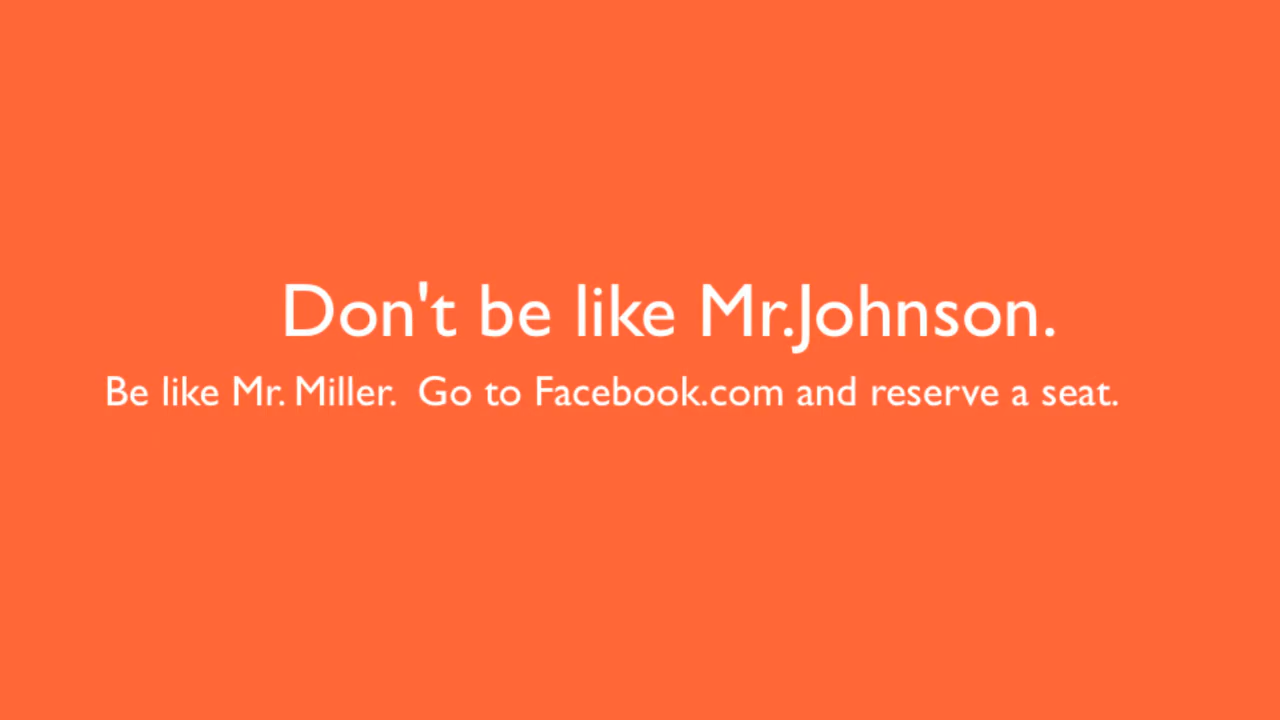 Don't be like Mr.Johnson.
Be like Mr. Miller.  Go to Facebook.com and reserve a seat.